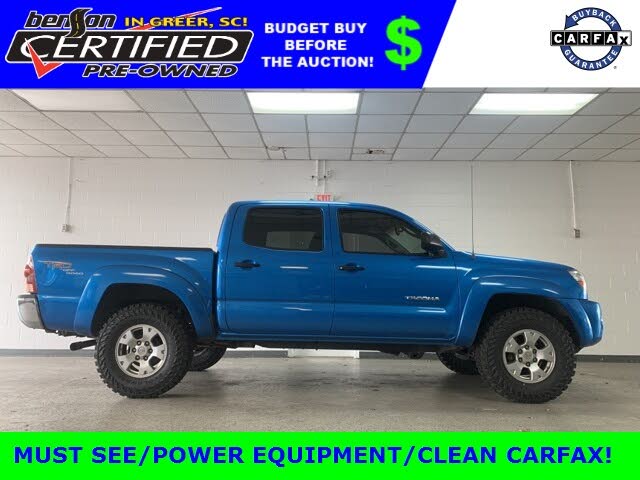 benson IN GREER, SC!
CERTIFIED
PRE-OWNED
BUDGET BUY
BEFORE
THE AUCTION!
$
BUYBACK
CARFAX
GUARANTEE
EXIT
TACOMA
MUST SEE/POWER EQUIPMENT/CLEAN CARFAX!